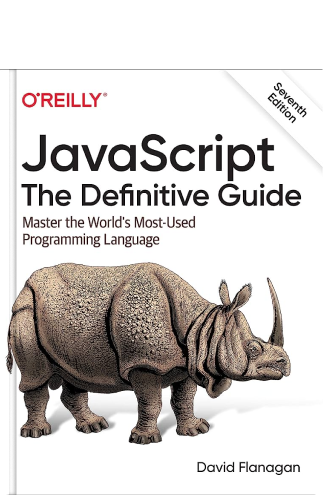 O'REILLY®
Seventh
Edition
JavaScript
The Definitive Guide
Master the World's Most-Used
Programming Language
David Flanagan